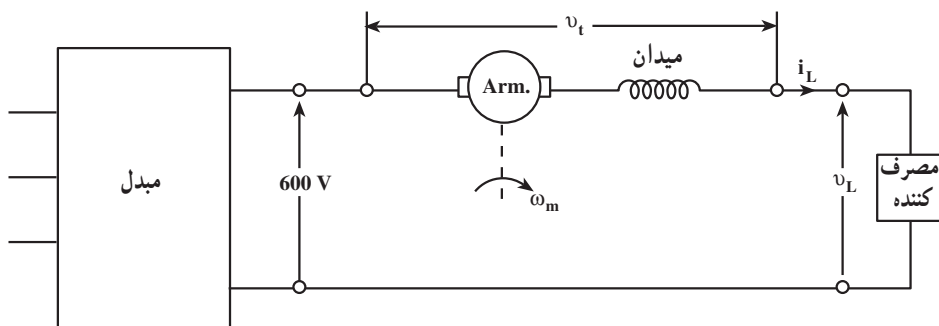 υt
میدان
iL
Arm.
مبدل
600 V
υL
مصرف
کننده
ωm